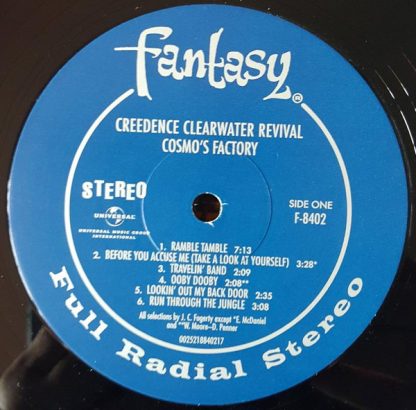 fantasy®
CREEDENCE CLEARWATER REVIVAL
COSMO'S FACTORY
STEREO
UNIVERSAL
UNIVERSAL MUSIC GROUP
INTERNATIONAL
SIDE ONE
F-8402
1. RAMBLE TAMBLE 7:13
2. BEFORE YOU ACCUSE ME (TAKE A LOOK AT YOURSELF) 3:28*
3. TRAVELIN' BAND 2:09
4. OOBY DOOBY 2:08**
5. LOOKIN' OUT MY BACK DOOR 2:35
6. RUN THROUGH THE JUNGLE 3:08
All selections by J. C. Fogerty except *E. McDaniel
and **W. Moore–D. Penner
0025218840217
Full Radial Stereo